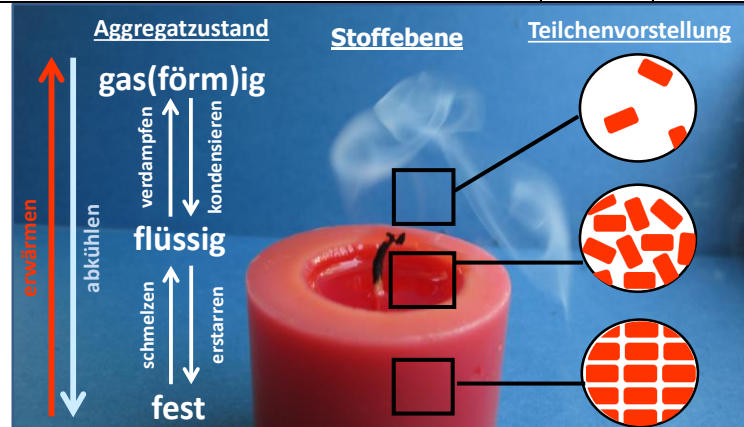 Aggregatzustand
Stoffebene
Teilchenvorstellung
gas(förm)ig
verdampfen
kondensieren
flüssig
erwärmen
abkühlen
schmelzen
erstarren
fest